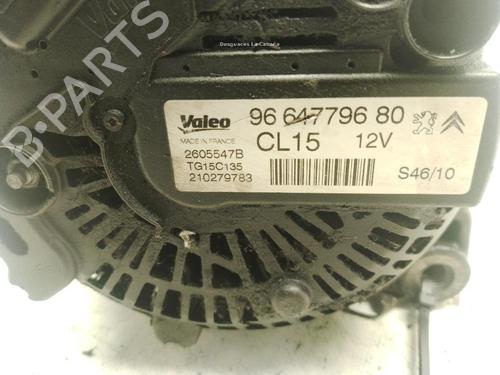 Desguaces La Cabaña
B-PARTS
Valeo
96 647796 80
MADE IN FRANCE
CL15 12V
2605547B
TG15C135
210279783
S46/10